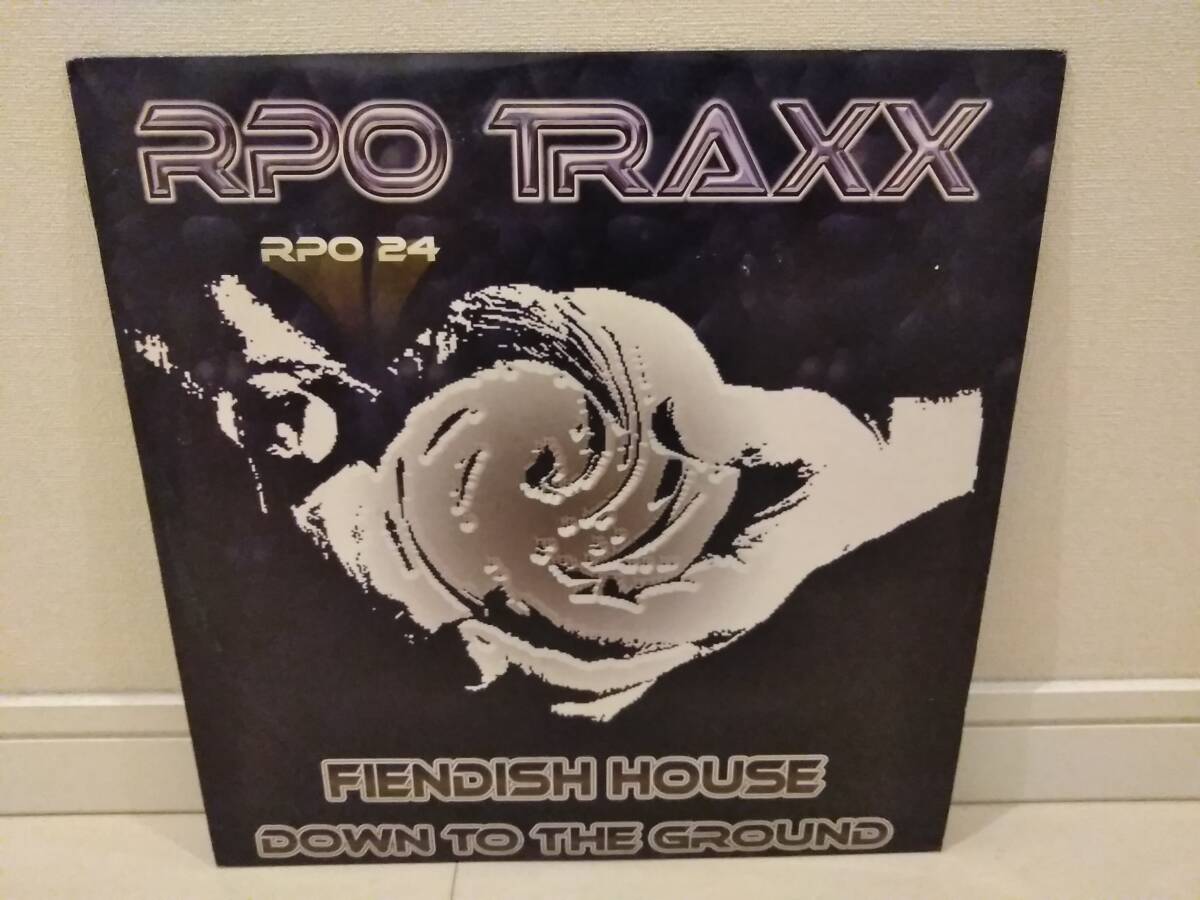 RPO TRAXX
RPO 24
FIENDISH HOUSE
DOWN TO THE GROUND